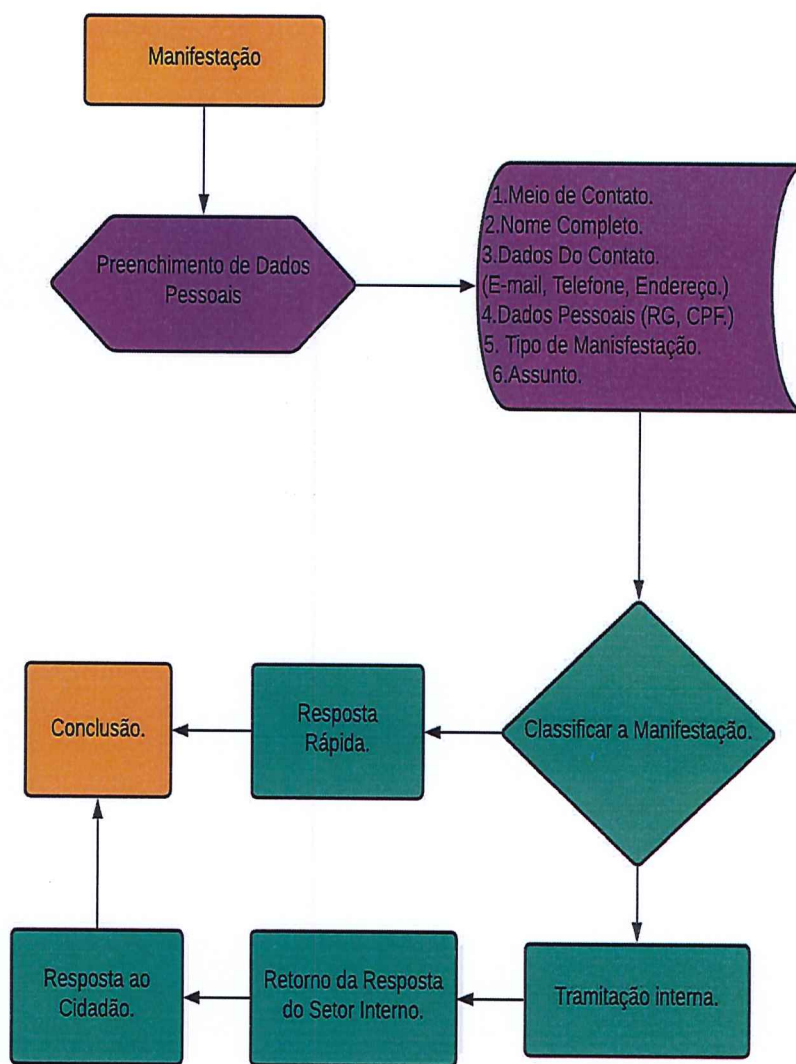 Manifestação
Preenchimento de Dados
Pessoais
1.Meio de Contato.
2.Nome Completo.
3.Dados Do Contato.
(E-mail, Telefone, Endereço.)
4.Dados Pessoais (RG, CPF.)
5. Tipo de Manisfestação.
6.Assunto.
Classificar a Manifestação.
Resposta
Rápida.
Conclusão.
Tramitação interna.
Retorno da Resposta
do Setor Interno.
Resposta ao
Cidadão.